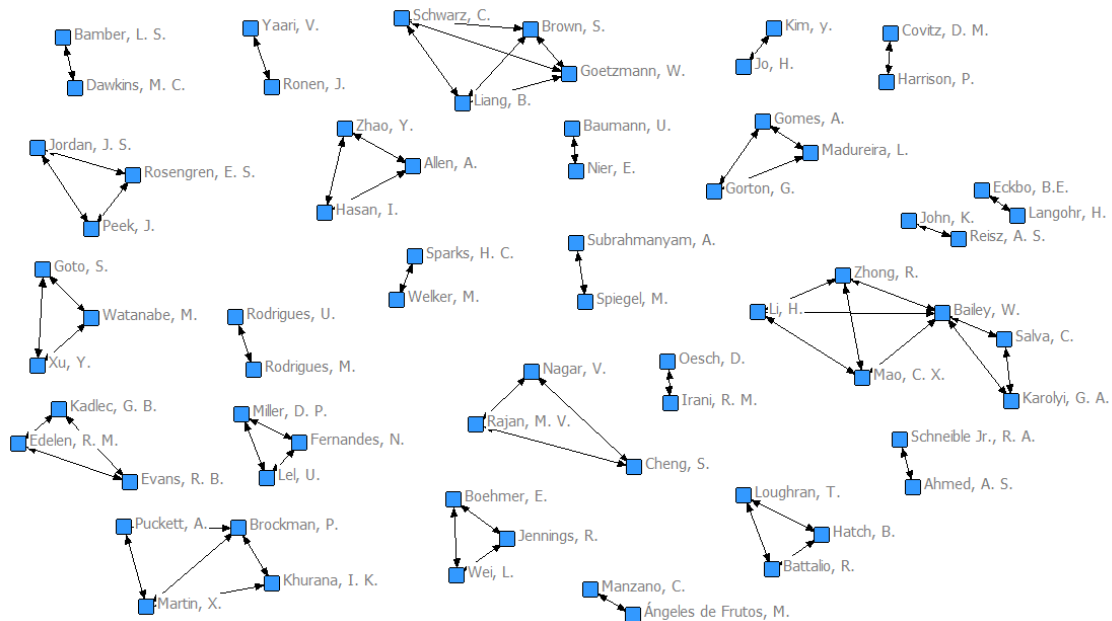 Bamber, L. S.
Dawkins, M. C.
Yaari, V.
Ronen, J.
Schwarz, C.
Brown, S.
Goetzmann, W.
Liang, B.
Kim, y.
Jo, H.
Covitz, D. M.
Harrison, P.
Jordan, J. S.
Rosengren, E. S.
Peek, J.
Zhao, Y.
Allen, A.
Hasan, I.
Baumann, U.
Nier, E.
Gomes, A.
Madureira, L.
Gorton, G.
Eckbo, B.E.
Langohr, H.
John, K.
Reisz, A. S.
Goto, S.
Watanabe, M.
Xu, Y.
Sparks, H. C.
Welker, M.
Subrahmanyam, A.
Spiegel, M.
Rodrigues, U.
Rodrigues, M.
Zhong, R.
Li, H.
Bailey, W.
Salva, C.
Mao, C. X.
Karolyi, G. A.
Nagar, V.
Rajan, M. V.
Cheng, S.
Oesch, D.
Irani, R. M.
Kadlec, G. B.
Edelen, R. M.
Evans, R. B.
Miller, D. P.
Fernandes, N.
Lel, U.
Schneible Jr., R. A.
Ahmed, A. S.
Puckett, A.
Brockman, P.
Khurana, I. K.
Martin, X.
Boehmer, E.
Jennings, R.
Wei, L.
Loughran, T.
Hatch, B.
Battalio, R.
Manzano, C.
Ángeles de Frutos, M.